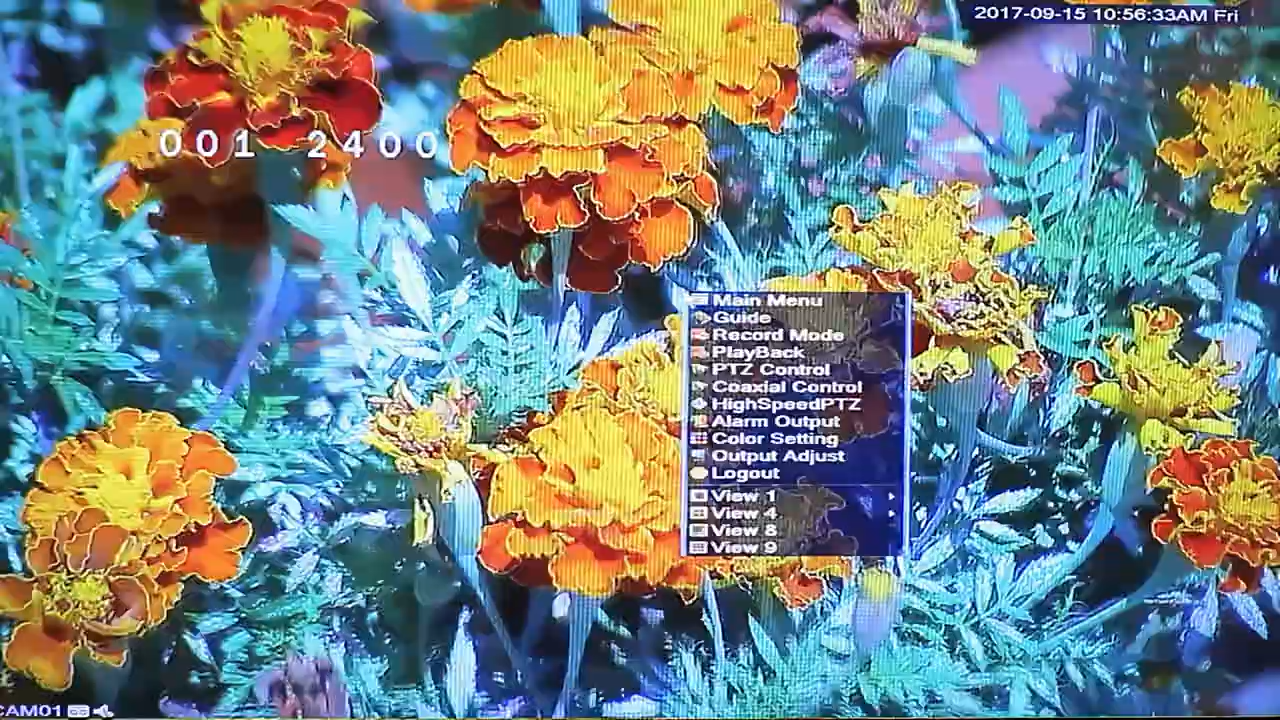 2017-09-15 10:56:33AM Fri
001 2400
Main Menu
Guide
Record Mode
PlayBack
PTZ Control
Coaxial Control
HighSpeedPTZ
Alarm Output
Color Setting
Output Adjust
Logout
View 1
View 4
View 8
View 9
CAM01